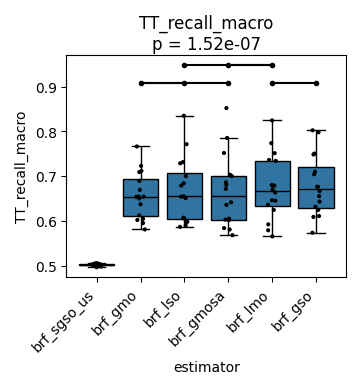 TT_recall_macro
p = 1.52e-07
TT_recall_macro
0.9
0.8
0.7
0.6
0.5
brf_sgso_us
brf_gmo
brf_lso
brf_gmosa
brf_lmo
brf_gso
estimator